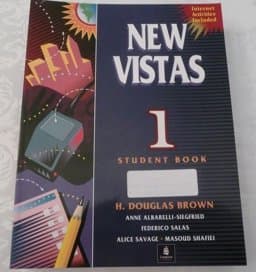 Internet
Activities
Included
NEW
VISTAS
1
STUDENT BOOK
H. DOUGLAS BROWN
ANNE ALBARELLI-SIEGFRIED
FEDERICO SALAS
ALICE SAVAGE · MASOUD SHAFIEI